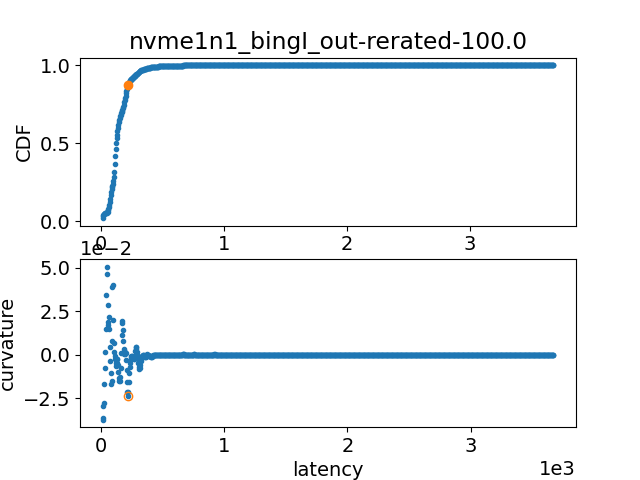 nvme1n1_bingI_out-rerated-100.0
CDF
1.0
0.5
0.0
0
1
2
3
1e−2
curvature
5.0
2.5
0.0
−2.5
0
1
2
3
latency
1e3